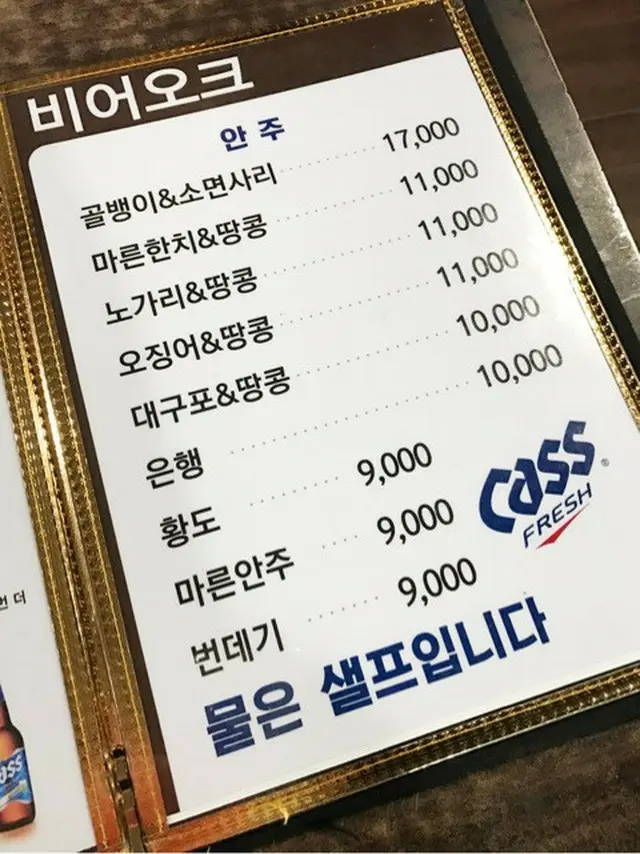 비어오크
안주
골뱅이&소면사리 17,000
마른한치&땅콩 11,000
노가리&땅콩 11,000
오징어&땅콩 11,000
대구포&땅콩 10,000
은행 10,000
황도 9,000
마른안주 9,000
번데기 9,000
Cass
FRESH
물은 샐프입니다